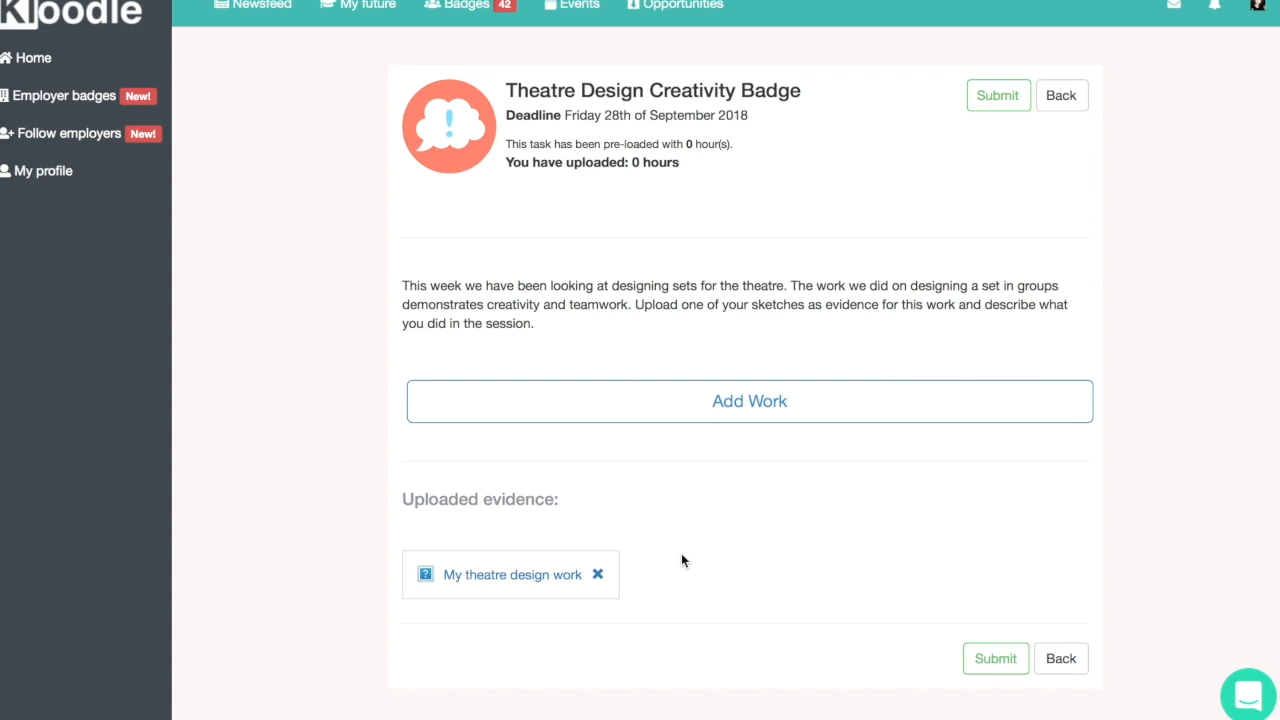 Kloodle
Newsfeed
My future
Badges 42
Events
Opportunities
Home
Employer badges New!
Follow employers New!
My profile
Theatre Design Creativity Badge
Submit
Back
Deadline Friday 28th of September 2018
This task has been pre-loaded with 0 hour(s).
You have uploaded: 0 hours
This week we have been looking at designing sets for the theatre. The work we did on designing a set in groups
demonstrates creativity and teamwork. Upload one of your sketches as evidence for this work and describe what
you did in the session.
Add Work
Uploaded evidence:
My theatre design work
Submit
Back